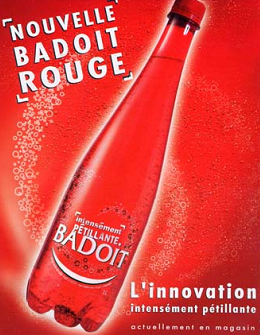 NOUVELLE
BADOIT
ROUGE
intensément
PÉTILLANTE.
BADOIT
L'innovation
intensément pétillante
actuellement en magasin